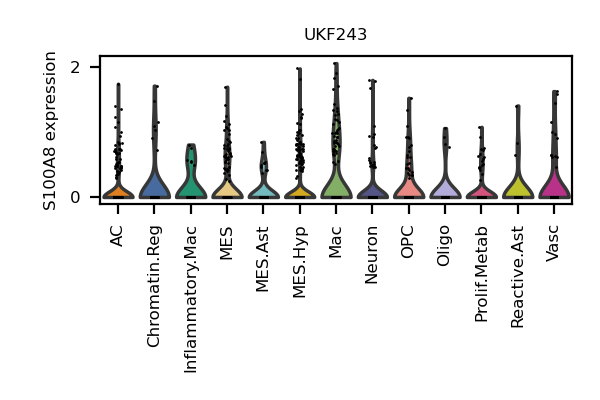 UKF243
S100A8 expression
2
0
AC
Chromatin.Reg
Inflammatory.Mac
MES
MES.Ast
MES.Hyp
Mac
Neuron
OPC
Oligo
Prolif.Metab
Reactive.Ast
Vasc